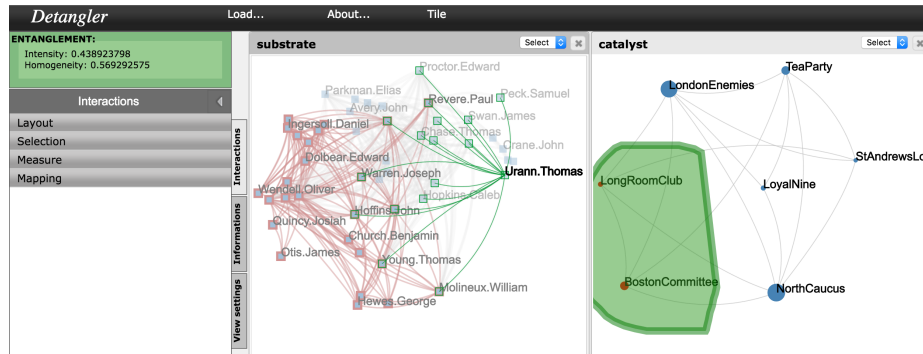 Detangler
Load...
About...
Tile
ENTANGLEMENT:
Intensity: 0.438923798
Homogeneity: 0.569292575
Interactions
Layout
Selection
Measure
Mapping
Interactions
Informations
View settings
substrate
Select
Proctor.Edward
Parkman.Elias
Peck.Samuel
Avery.John
Revere.Paul
Swan.James
Ingersoll.Daniel
Chase.Thomas
Crane.John
Dolbear.Edward
Warren.Joseph
Urann.Thomas
Wendell.Oliver
Hopkins.Caleb
Hoffins.John
Quincy.Josiah
Church.Benjamin
Otis.James
Young.Thomas
Molineux.William
Hewes.George
catalyst
Select
TeaParty
LondonEnemies
StAndrewsLo
LongRoomClub
LoyalNine
BostonCommittee
NorthCaucus